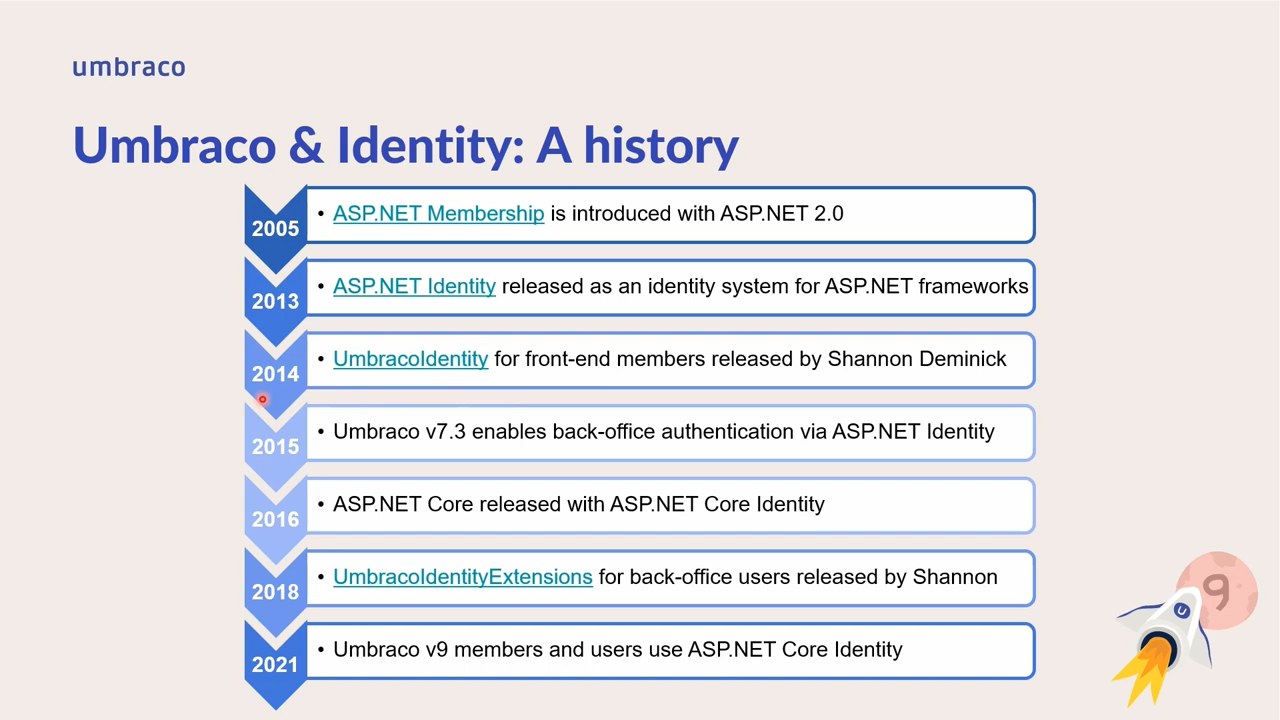 umbraco
Umbraco & Identity: A history
2005
• ASP.NET Membership is introduced with ASP.NET 2.0
2013
• ASP.NET Identity released as an identity system for ASP.NET frameworks
2014
• UmbracoIdentity for front-end members released by Shannon Deminick
2015
• Umbraco v7.3 enables back-office authentication via ASP.NET Identity
2016
• ASP.NET Core released with ASP.NET Core Identity
2018
• UmbracoIdentityExtensions for back-office users released by Shannon
2021
• Umbraco v9 members and users use ASP.NET Core Identity
9
U